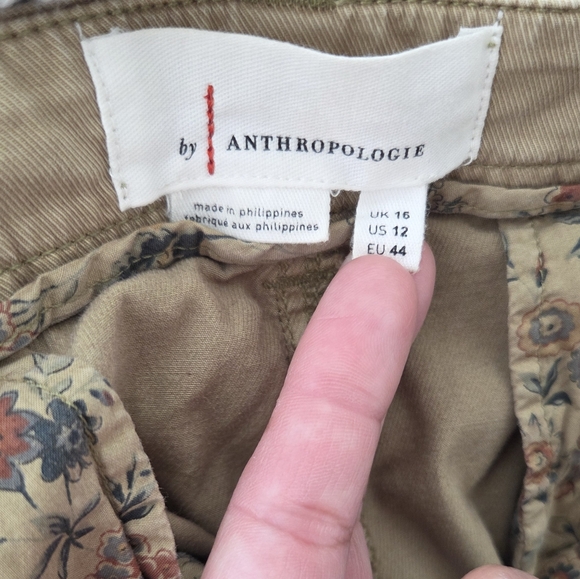 by ANTHROPOLOGIE
made in philippines
fabriqué aux philippines
UK 16
US 12
EU 44